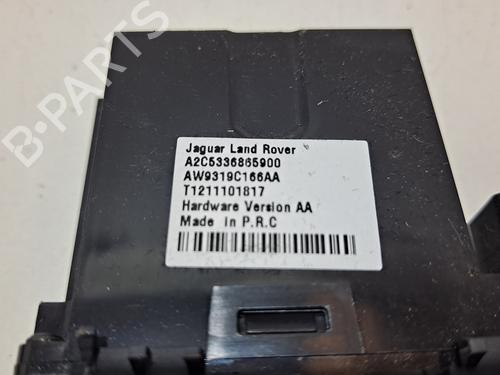 B-PARTS
Jaguar Land Rover
A2C5336865900
AW9319C166AA
T1211101817
Hardware Version AA
Made in P.R.C